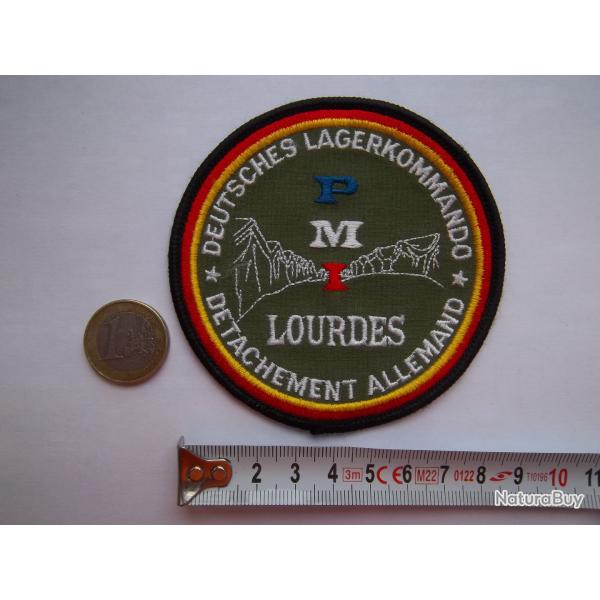 DEUTSCHES LAGERKOMMANDO
P
M
I
LOURDES
DETACHEMENT ALLEMAND
1
2 3 4 3m 5 CE 6 M22 7 0122 8 9 10 11
NaturaBuy